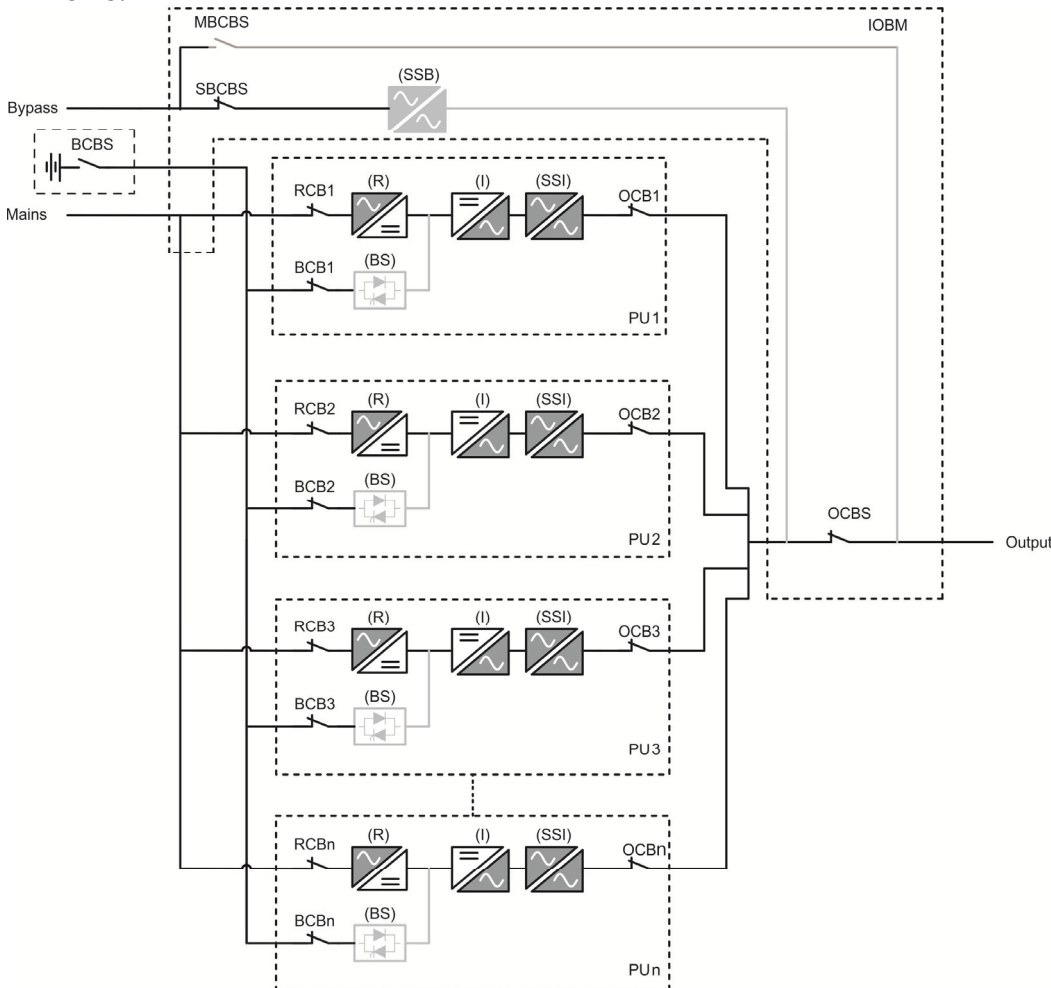 MBCBS
IOBM
(SSB)
SBCBS
Bypass
BCBS
Mains
RCB1
(R)
(I)
(SSI)
OCB1
BCB1
(BS)
PU1
RCB2
(R)
(I)
(SSI)
OCB2
BCB2
(BS)
PU2
OCBS
Output
RCB3
(R)
(I)
(SSI)
OCB3
BCB3
(BS)
PU3
RCBn
(R)
(I)
(SSI)
OCBn
BCBn
(BS)
PUn